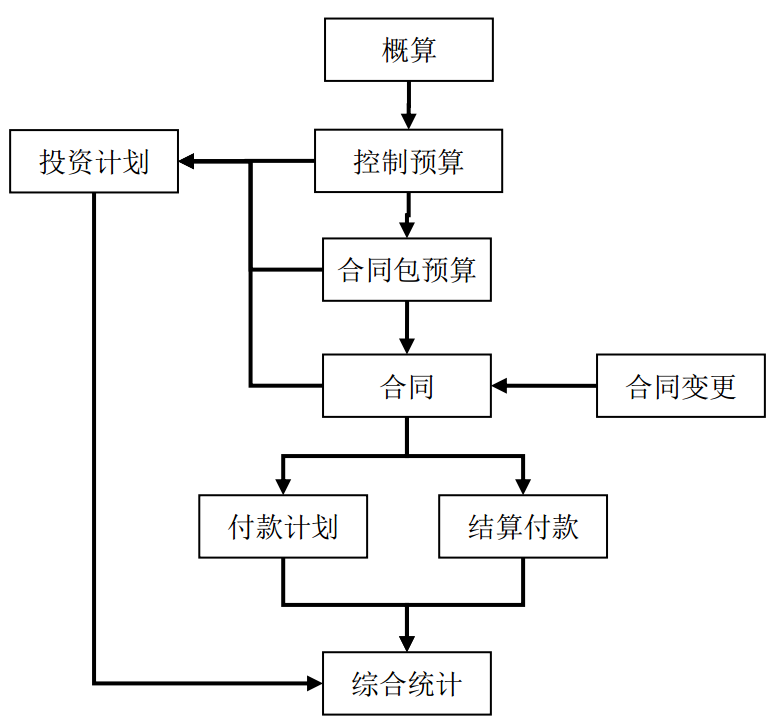 概算
投资计划
控制预算
合同包预算
合同
合同变更
付款计划
结算付款
综合统计